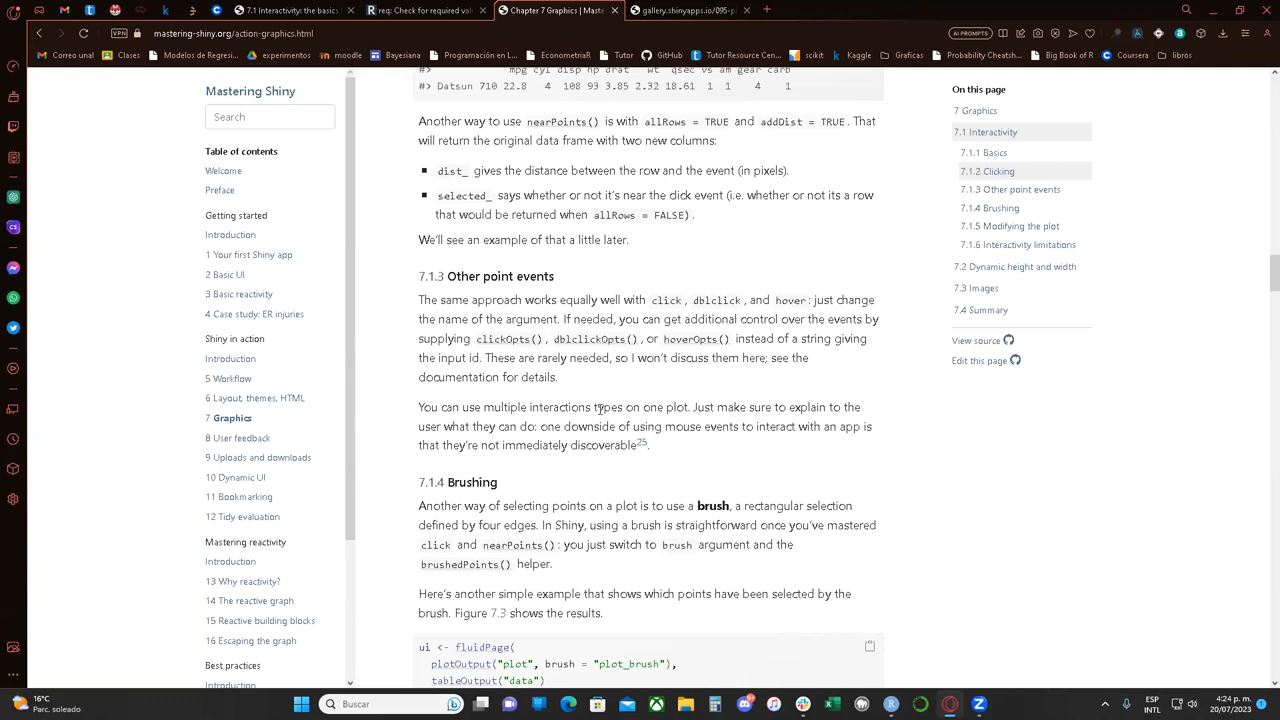 7.1 Interactivity: the basics
req: Check for required val
Chapter 7 Graphics | Mast
gallery.shinyapps.io/095-pl
VPN
mastering-shiny.org/action-graphics.html
AI PROMPTS
Correo unal
Clases
Modelos de Regresi
experimentos
moodle
Bayesiana
Programación en L
EconometriaR
Tutor
GitHub
Tutor Resource Cen
scikit
Kaggle
Graficas
Probability Cheatsh
Big Book of R
Coursera
libros
Mastering Shiny
Search
Table of contents
Welcome
Preface
Getting started
Introduction
1 Your first Shiny app
2 Basic UI
3 Basic reactivity
4 Case study: ER injuries
Shiny in action
Introduction
5 Workflow
6 Layout, themes, HTML
7 Graphics
8 User feedback
9 Uploads and downloads
10 Dynamic UI
11 Bookmarking
12 Tidy evaluation
Mastering reactivity
Introduction
13 Why reactivity?
14 The reactive graph
15 Reactive building blocks
16 Escaping the graph
Best practices
Introduction
#> mpg cyl disp hp drat wt qsec vs am gear carb
#> Datsun 710 22.8 4 108 93 3.85 2.32 18.61 1 1 4 1
Another way to use nearPoints() is with allRows = TRUE and addDist = TRUE. That
will return the original data frame with two new columns:
dist_ gives the distance between the row and the event (in pixels).
selected_ says whether or not it's near the click event (i.e. whether or not its a row
that would be returned when allRows = FALSE).
We'll see an example of that a little later.
7.1.3 Other point events
The same approach works equally well with click, dblclick, and hover: just change
the name of the argument. If needed, you can get additional control over the events by
supplying clickOpts(), dblclickOpts(), or hoverOpts() instead of a string giving
the input id. These are rarely needed, so I won't discuss them here; see the
documentation for details.
You can use multiple interactions types on one plot. Just make sure to explain to the
user what they can do: one downside of using mouse events to interact with an app is
that they're not immediately discoverable25.
7.1.4 Brushing
Another way of selecting points on a plot is to use a brush, a rectangular selection
defined by four edges. In Shiny, using a brush is straightforward once you've mastered
click and nearPoints(): you just switch to brush argument and the
brushedPoints() helper.
Here's another simple example that shows which points have been selected by the
brush. Figure 7.3 shows the results.
ui <- fluidPage(
plotOutput("plot", brush = "plot_brush"),
tableOutput("data")
On this page
7 Graphics
7.1 Interactivity
7.1.1 Basics
7.1.2 Clicking
7.1.3 Other point events
7.1.4 Brushing
7.1.5 Modifying the plot
7.1.6 Interactivity limitations
7.2 Dynamic height and width
7.3 Images
7.4 Summary
View source
Edit this page
16°C
Parc. soleado
Buscar
ESP
INTL
4:24 p. m.
20/07/2023